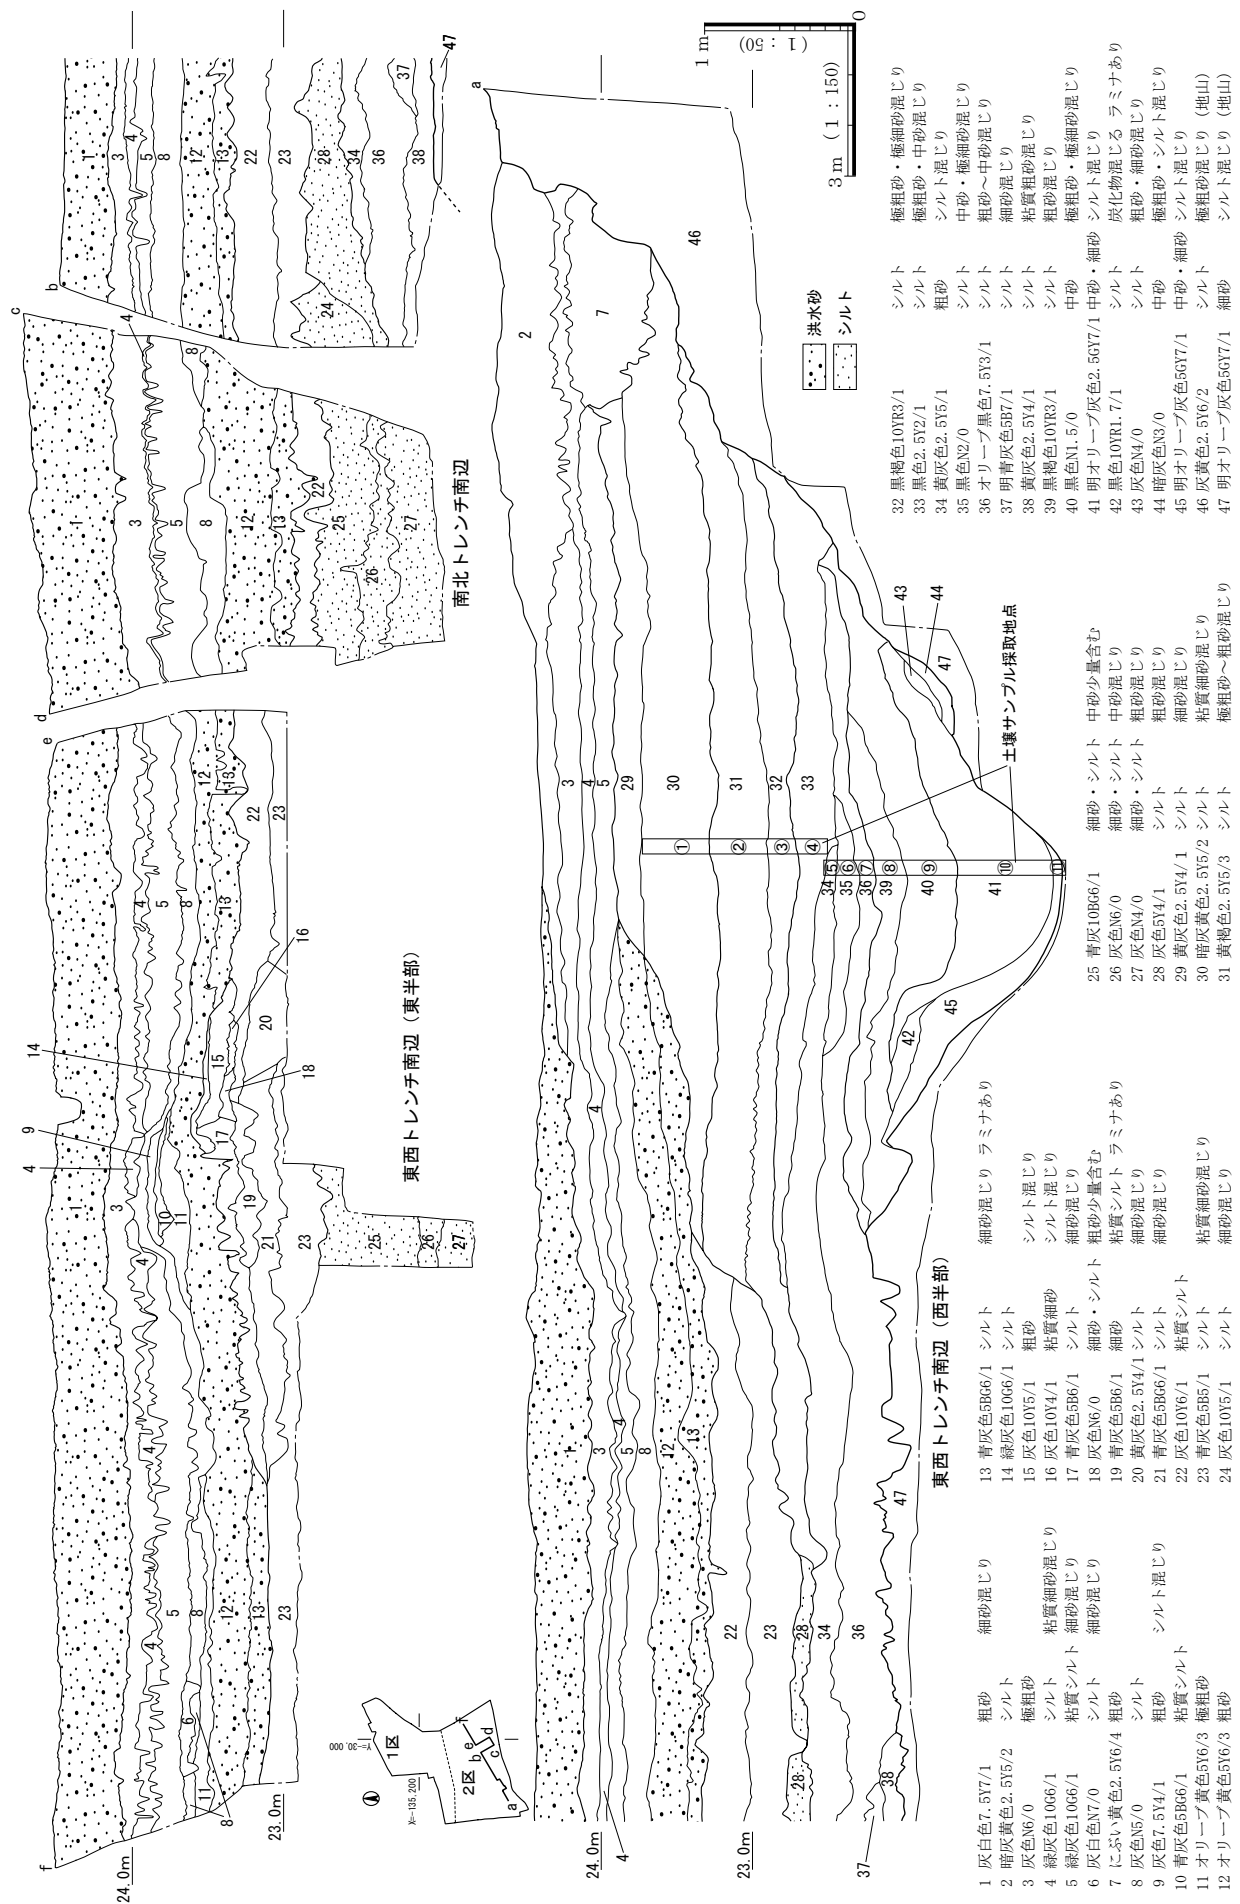 東西トレンチ南辺（東半部）
南北トレンチ南辺
東西トレンチ南辺（西半部）
土壌サンプル採取地点
洪水砂
シルト
1 m
(1 : 50)
3 m (1 : 150)
0
24.0m
23.0m
24.0m
23.0m
1区
2区
X=-135,200
Y=-30,000
a
b
c
d
e
f
① ② ③ ④ ⑤ ⑥ ⑦ ⑧ ⑨ ⑩ ⑪
1 灰白色7.5Y7/1 粗砂 細砂混じり
2 暗灰黄色2.5Y5/2 シルト
3 灰色N6/0 極粗砂
4 緑灰色10G6/1 シルト 粘質細砂混じり
5 緑灰色10G6/1 粘質シルト 細砂混じり
6 灰白色N7/0 シルト 細砂混じり
7 にぶい黄色2.5Y6/4 粗砂
8 灰色N5/0 シルト
9 灰色7.5Y4/1 粗砂 シルト混じり
10 青灰色5BG6/1 粘質シルト
11 オリーブ黄色5Y6/3 極粗砂
12 オリーブ黄色5Y6/3 粗砂
13 青灰色5BG6/1 シルト 細砂混じり ラミナあり
14 緑灰色10G6/1 シルト
15 灰色10Y5/1 粗砂 シルト混じり
16 灰色10Y4/1 粘質細砂 シルト混じり
17 青灰色5B6/1 シルト 細砂混じり
18 灰色N6/0 細砂・シルト 粗砂少量含む
19 青灰色5B6/1 細砂 粘質シルト ラミナあり
20 黄灰色2.5Y4/1 シルト 細砂混じり
21 青灰色5BG6/1 シルト 細砂混じり
22 灰色10Y6/1 粘質シルト
23 青灰色5B5/1 シルト 粘質細砂混じり
24 灰色10Y5/1 シルト 細砂混じり
25 青灰10BG6/1 細砂・シルト 中砂少量含む
26 灰色N6/0 細砂・シルト 中砂混じり
27 灰色N4/0 細砂・シルト 粗砂混じり
28 灰色5Y4/1 シルト 粗砂混じり
29 黄灰色2.5Y4/1 シルト 細砂混じり
30 暗灰黄色2.5Y5/2 シルト 粘質細砂混じり
31 黄褐色2.5Y5/3 シルト 極粗砂～粗砂混じり
32 黒褐色10YR3/1 シルト 極粗砂・極細砂混じり
33 黒色2.5Y2/1 シルト 極粗砂・中砂混じり
34 黄灰色2.5Y5/1 粗砂 シルト混じり
35 黒色N2/0 シルト 中砂・極細砂混じり
36 オリーブ黒色7.5Y3/1 シルト 粗砂～中砂混じり
37 明青灰色5B7/1 シルト 細砂混じり
38 黄灰色2.5Y4/1 シルト 粘質粗砂混じり
39 黒褐色10YR3/1 シルト 粗砂混じり
40 黒色N1.5/0 中砂 極粗砂・極細砂混じり
41 明オリーブ灰色2.5GY7/1 中砂・細砂 シルト混じり
42 黒色10YR1.7/1 シルト 炭化物混じる ラミナあり
43 灰色N4/0 シルト 粗砂・細砂混じり
44 暗灰色N3/0 中砂 極粗砂・シルト混じり
45 明オリーブ灰色5GY7/1 中砂・細砂 シルト混じり
46 灰黄色2.5Y6/2 シルト 極粗砂混じり（地山）
47 明オリーブ灰色5GY7/1 細砂 シルト混じり（地山）